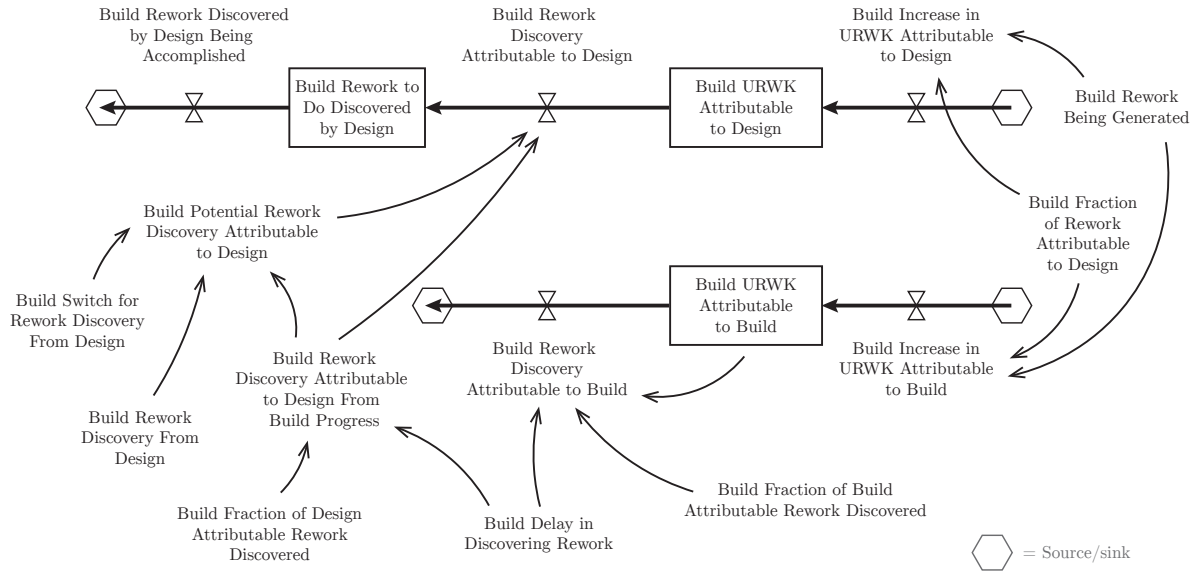 Build Rework Discovered
by Design Being
Accomplished
Build Rework
Discovery
Attributable to Design
Build Increase in
URWK Attributable
to Design
Build Rework to
Do Discovered
by Design
Build URWK
Attributable
to Design
Build Rework
Being Generated
Build Potential Rework
Discovery Attributable
to Design
Build Fraction
of Rework
Attributable
to Design
Build Switch for
Rework Discovery
From Design
Build URWK
Attributable
to Build
Build Rework
Discovery Attributable
to Design From
Build Progress
Build Rework
Discovery
Attributable to Build
Build Increase in
URWK Attributable
to Build
Build Rework
Discovery From
Design
Build Fraction of Design
Attributable Rework
Discovered
Build Delay in
Discovering Rework
Build Fraction of Build
Attributable Rework Discovered
= Source/sink